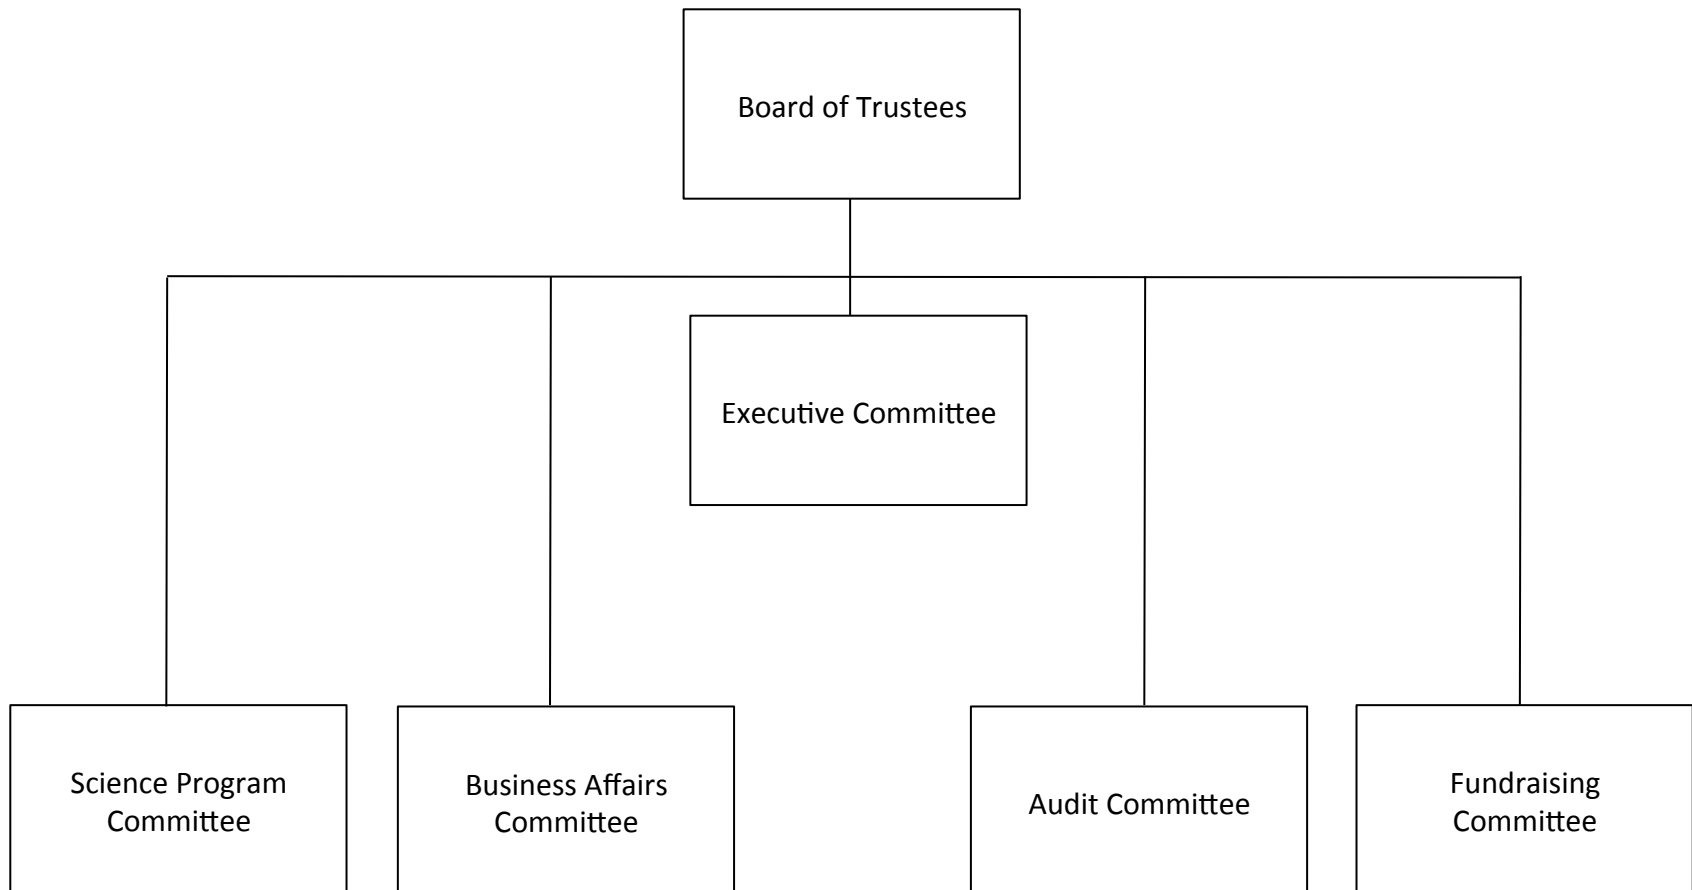 Board of Trustees
Executive Committee
Science Program
Committee
Business Affairs
Committee
Audit Committee
Fundraising
Committee